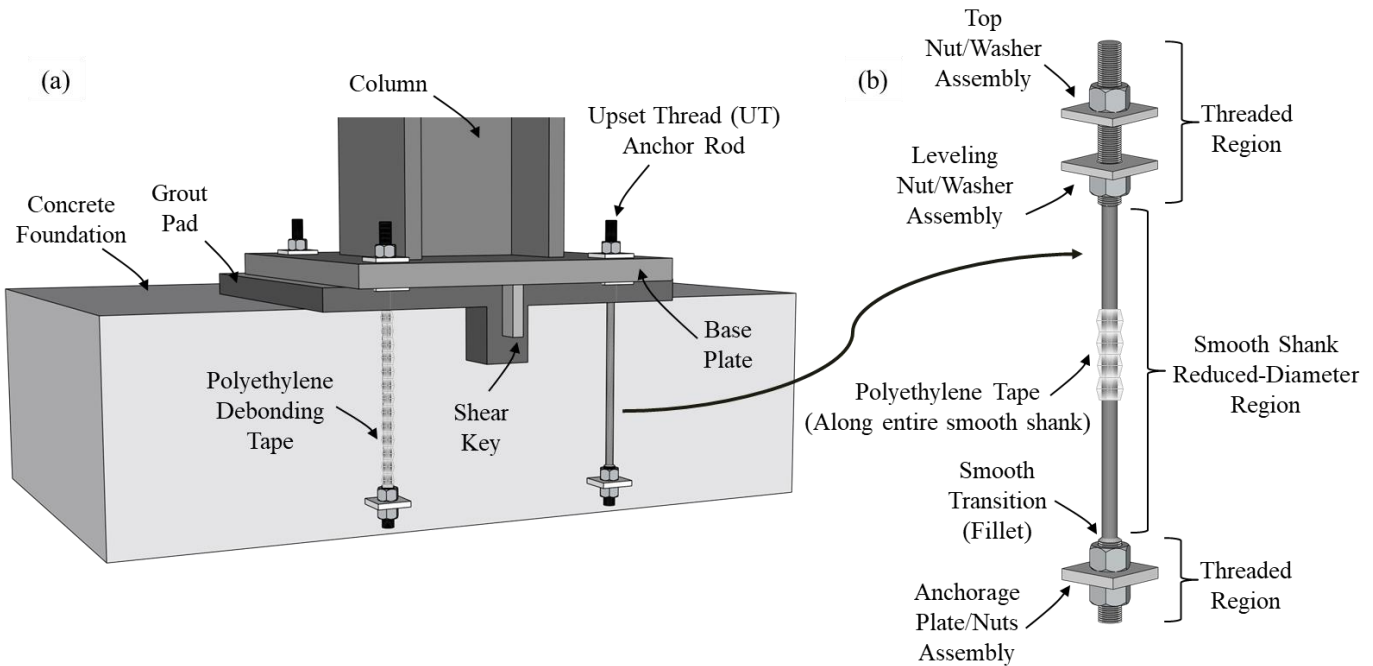 (a)
Column
Upset Thread (UT)
Anchor Rod
Grout
Pad
Concrete
Foundation
Polyethylene
Debonding
Tape
Shear
Key
Base
Plate
(b)
Top
Nut/Washer
Assembly
Threaded
Region
Leveling
Nut/Washer
Assembly
Polyethylene Tape
(Along entire smooth shank)
Smooth Shank
Reduced-Diameter
Region
Smooth
Transition
(Fillet)
Anchorage
Plate/Nuts
Assembly
Threaded
Region